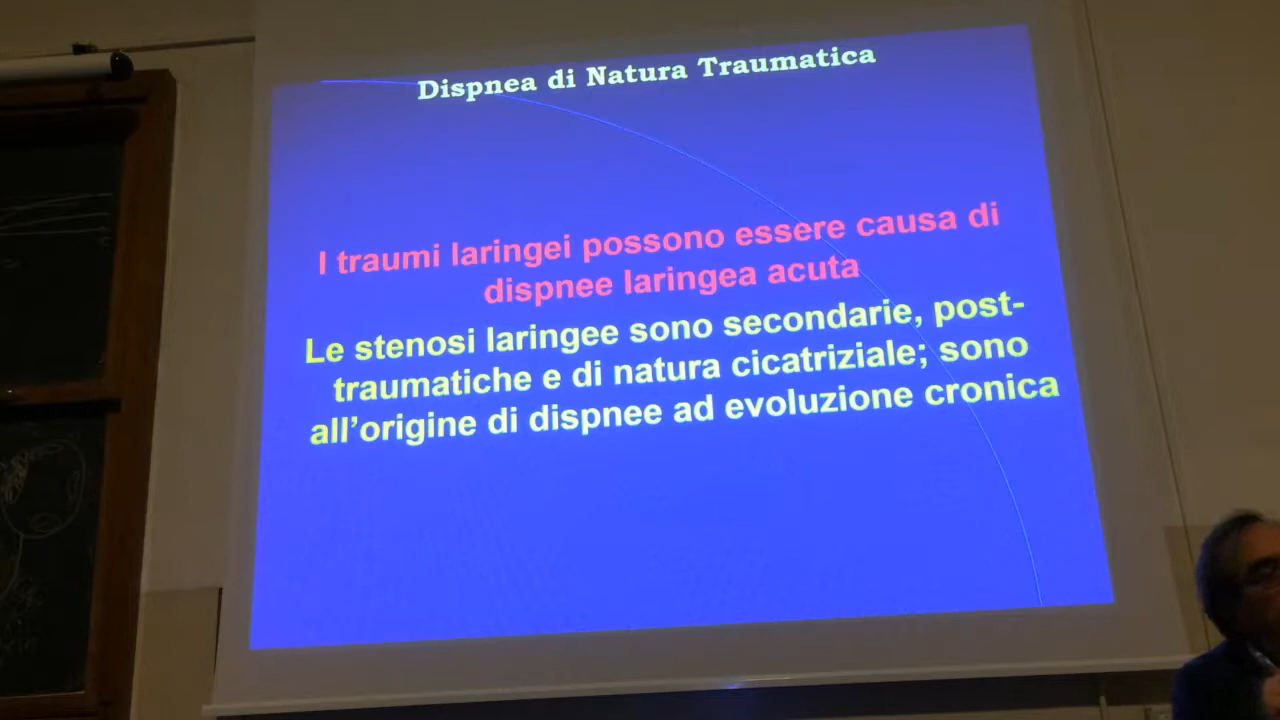 Dispnea di Natura Traumatica
I traumi laringei possono essere causa di
dispnee laringea acuta
Le stenosi laringee sono secondarie, post-
traumatiche e di natura cicatriziale; sono
all'origine di dispnee ad evoluzione cronica